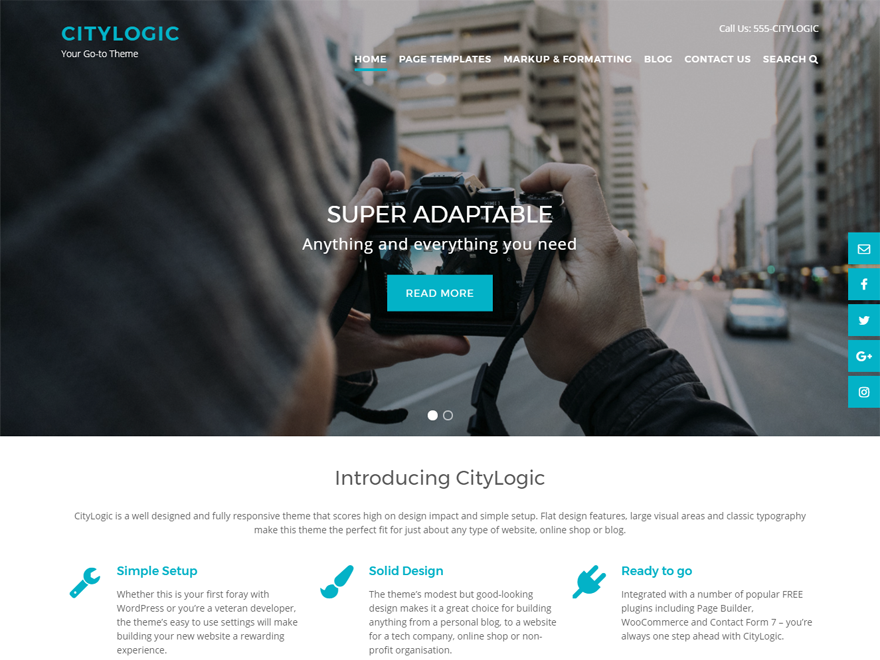 CITYLOGIC
Your Go-to Theme
Call Us: 555-CITYLOGIC
HOME PAGE TEMPLATES MARKUP & FORMATTING BLOG CONTACT US SEARCH
SUPER ADAPTABLE
Anything and everything you need
READ MORE
Introducing CityLogic
CityLogic is a well designed and fully responsive theme that scores high on design impact and simple setup. Flat design features, large visual areas and classic typography
make this theme the perfect fit for just about any type of website, online shop or blog.
Simple Setup
Whether this is your first foray with
WordPress or you’re a veteran developer,
the theme’s easy to use settings will make
building your new website a rewarding
experience.
Solid Design
The theme’s modest but good-looking
design makes it a great choice for building
anything from a personal blog, to a website
for a tech company, online shop or non-
profit organisation.
Ready to go
Integrated with a number of popular FREE
plugins including Page Builder,
WooCommerce and Contact Form 7 – you’re
always one step ahead with CityLogic.